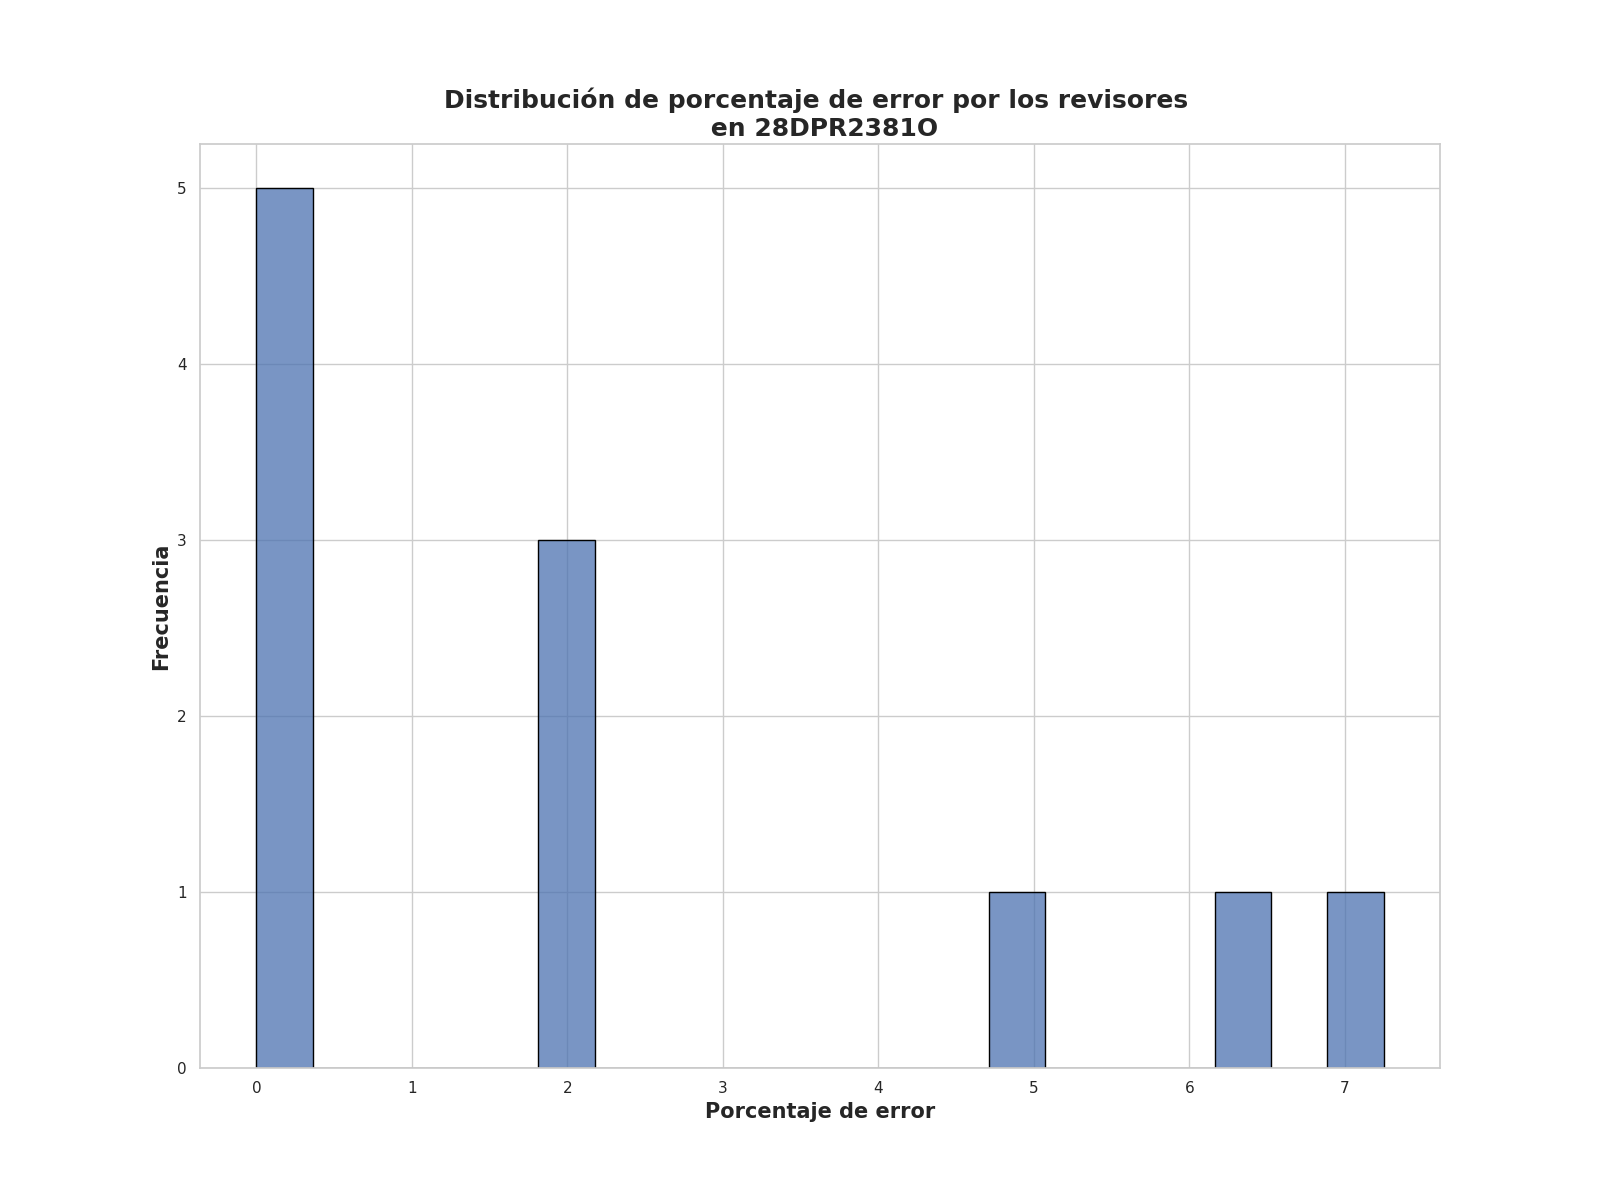 Distribución de porcentaje de error por los revisores
en 28DPR2381O
5
4
3
2
1
0
Frecuencia
0 1 2 3 4 5 6 7
Porcentaje de error